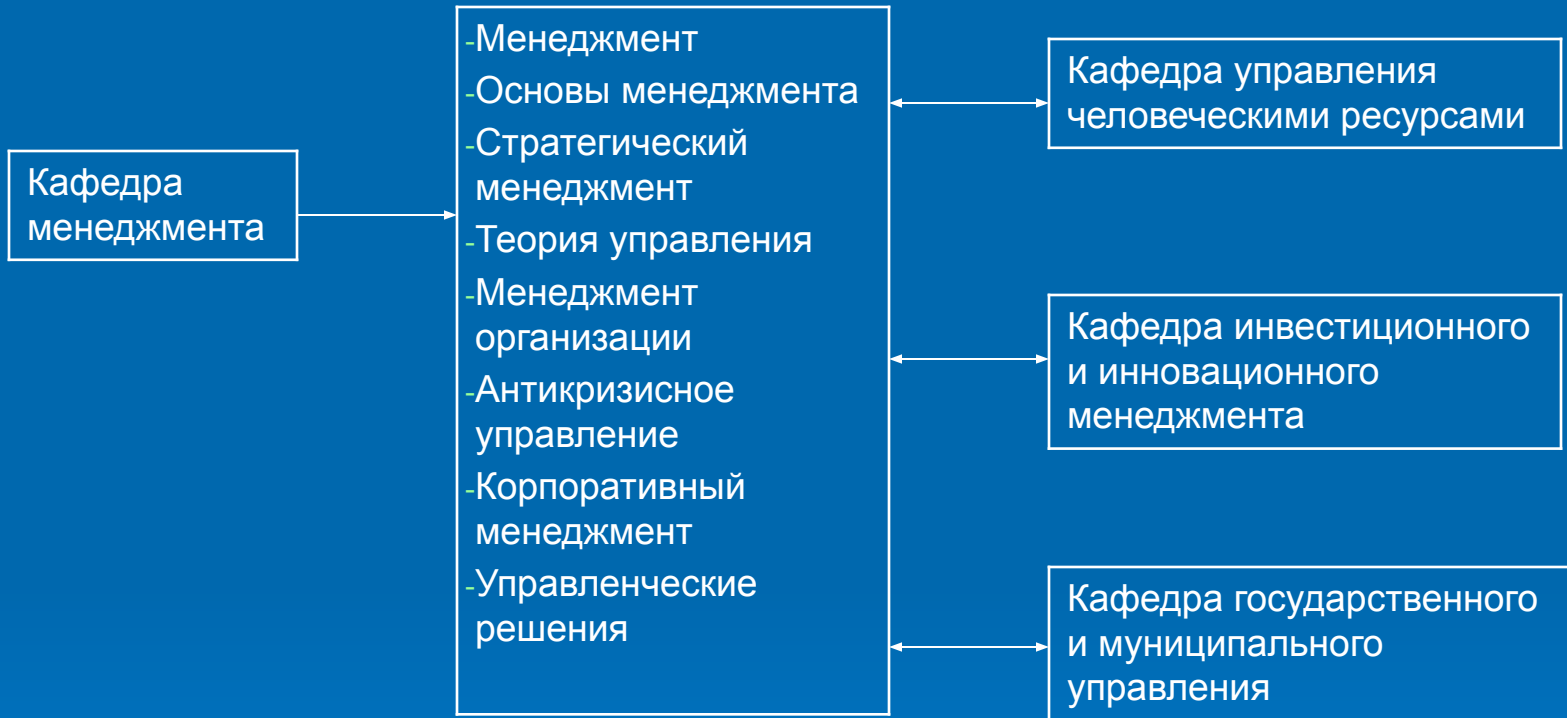 Кафедра
менеджмента
-Менеджмент
-Основы менеджмента
-Стратегический
менеджмент
-Теория управления
-Менеджмент
организации
-Антикризисное
управление
-Корпоративный
менеджмент
-Управленческие
решения
Кафедра управления
человеческими ресурсами
Кафедра инвестиционного
и инновационного
менеджмента
Кафедра государственного
и муниципального
управления